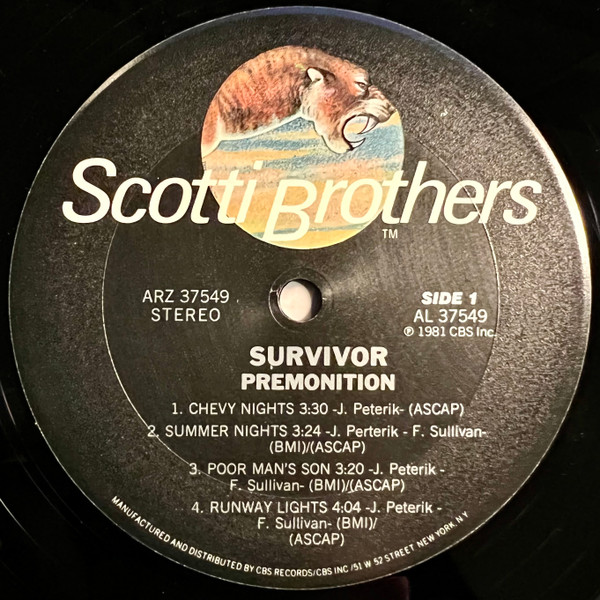 Scotti Brothers
TM
ARZ 37549
STEREO
SIDE 1
AL 37549
℗ 1981 CBS Inc.
SURVIVOR
PREMONITION
1. CHEVY NIGHTS 3:30 -J. Peterik- (ASCAP)
2. SUMMER NIGHTS 3:24 -J. Perterik - F. Sullivan-
(BMI)/(ASCAP)
3. POOR MAN'S SON 3:20 -J. Peterik -
F. Sullivan- (BMI)/(ASCAP)
4. RUNWAY LIGHTS 4:04 -J. Peterik -
F. Sullivan- (BMI)/
(ASCAP)
MANUFACTURED AND DISTRIBUTED BY CBS RECORDS/CBS INC /51 W 52 STREET NEW YORK, N.Y